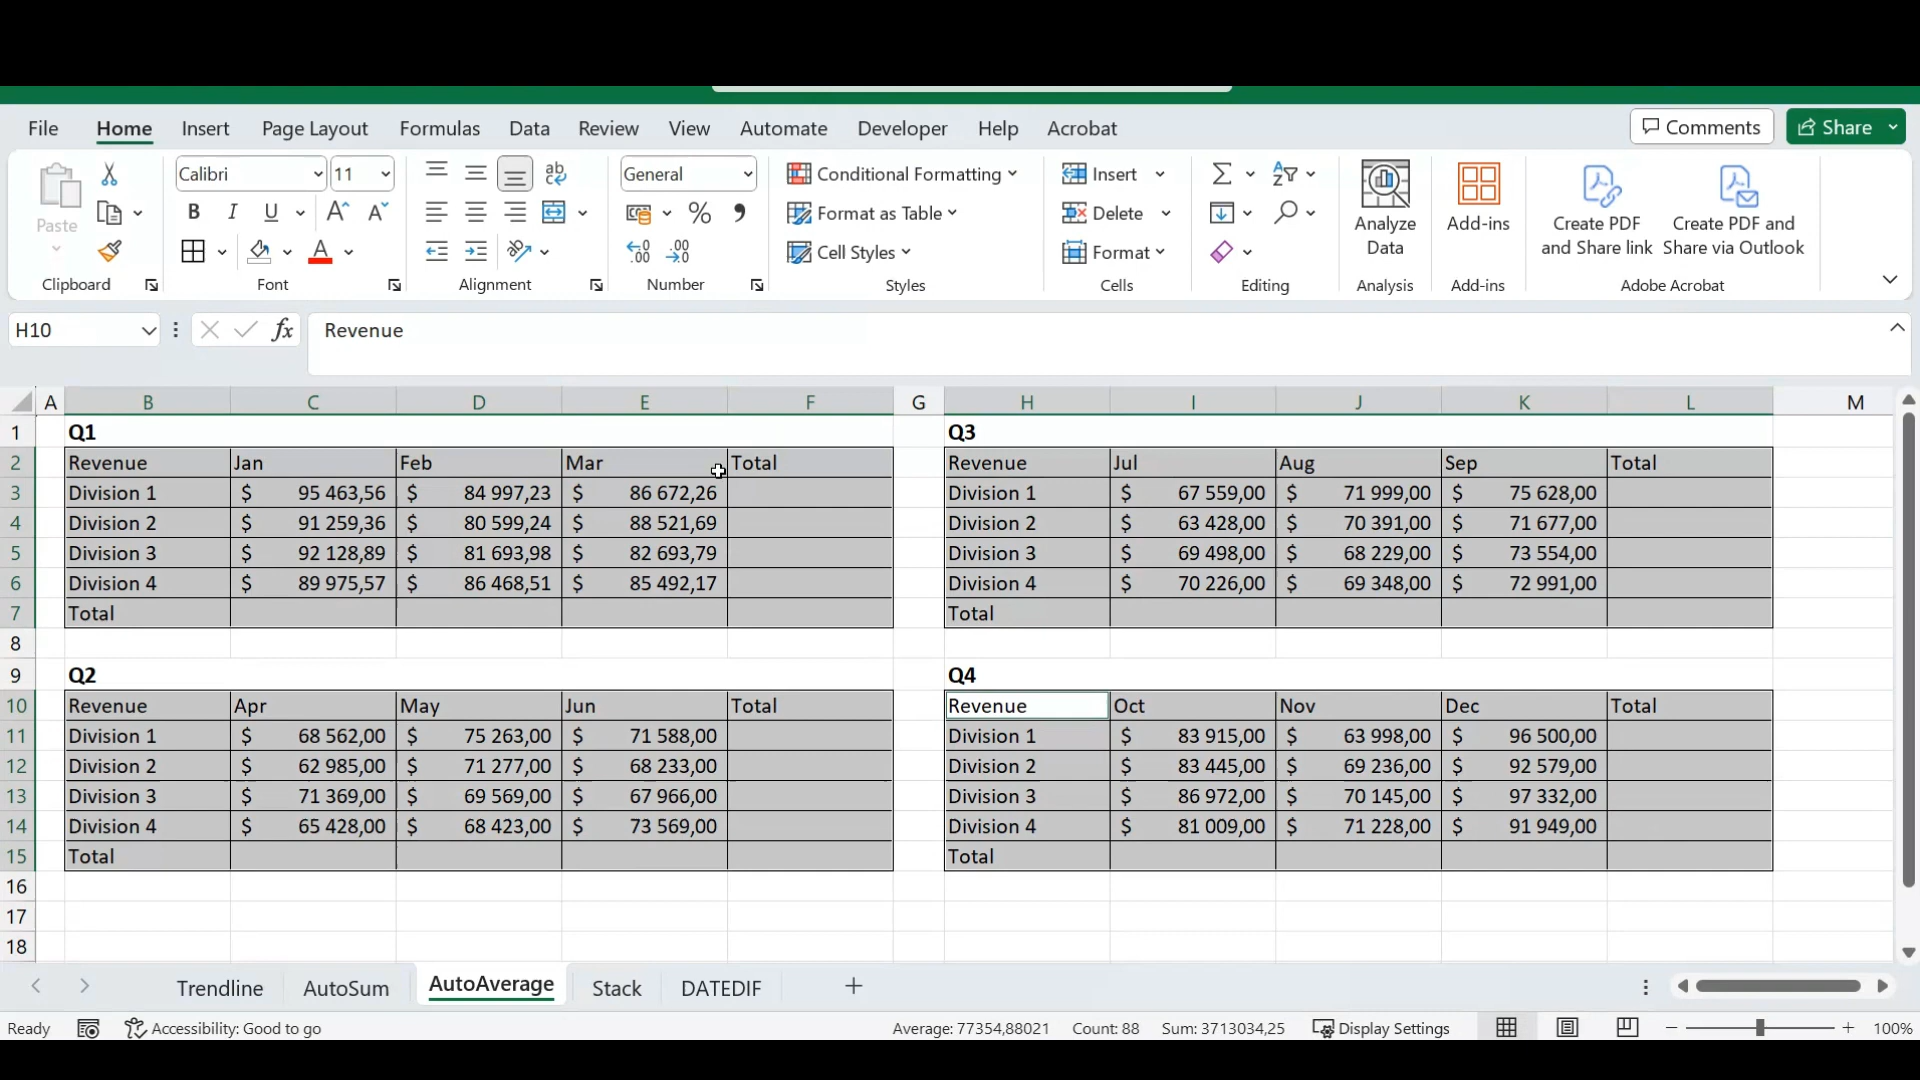 File Home Insert Page Layout Formulas Data Review View Automate Developer Help Acrobat Comments Share
Paste
Clipboard
Calibri 11
B I U A A
A
Font
ab
Alignment
General
% 
Number
Conditional Formatting
Format as Table
Cell Styles
Styles
Insert
Delete
Format
Cells
Editing
Analyze
Data
Analysis
Add-ins
Add-ins
Create PDF
and Share link
Create PDF and
Share via Outlook
Adobe Acrobat
H10 fx Revenue
A B C D E F G H I J K L M
1 Q1 Q3
2 Revenue Jan Feb Mar Total Revenue Jul Aug Sep Total
3 Division 1 $ 95 463,56 $ 84 997,23 $ 86 672,26 Division 1 $ 67 559,00 $ 71 999,00 $ 75 628,00
4 Division 2 $ 91 259,36 $ 80 599,24 $ 88 521,69 Division 2 $ 63 428,00 $ 70 391,00 $ 71 677,00
5 Division 3 $ 92 128,89 $ 81 693,98 $ 82 693,79 Division 3 $ 69 498,00 $ 68 229,00 $ 73 554,00
6 Division 4 $ 89 975,57 $ 86 468,51 $ 85 492,17 Division 4 $ 70 226,00 $ 69 348,00 $ 72 991,00
7 Total Total
8
9 Q2 Q4
10 Revenue Apr May Jun Total Revenue Oct Nov Dec Total
11 Division 1 $ 68 562,00 $ 75 263,00 $ 71 588,00 Division 1 $ 83 915,00 $ 63 998,00 $ 96 500,00
12 Division 2 $ 62 985,00 $ 71 277,00 $ 68 233,00 Division 2 $ 83 445,00 $ 69 236,00 $ 92 579,00
13 Division 3 $ 71 369,00 $ 69 569,00 $ 67 966,00 Division 3 $ 86 972,00 $ 70 145,00 $ 97 332,00
14 Division 4 $ 65 428,00 $ 68 423,00 $ 73 569,00 Division 4 $ 81 009,00 $ 71 228,00 $ 91 949,00
15 Total Total
16
17
18
Trendline AutoSum AutoAverage Stack DATEDIF
Ready Accessibility: Good to go Average: 77354,88021 Count: 88 Sum: 3713034,25 Display Settings 100%